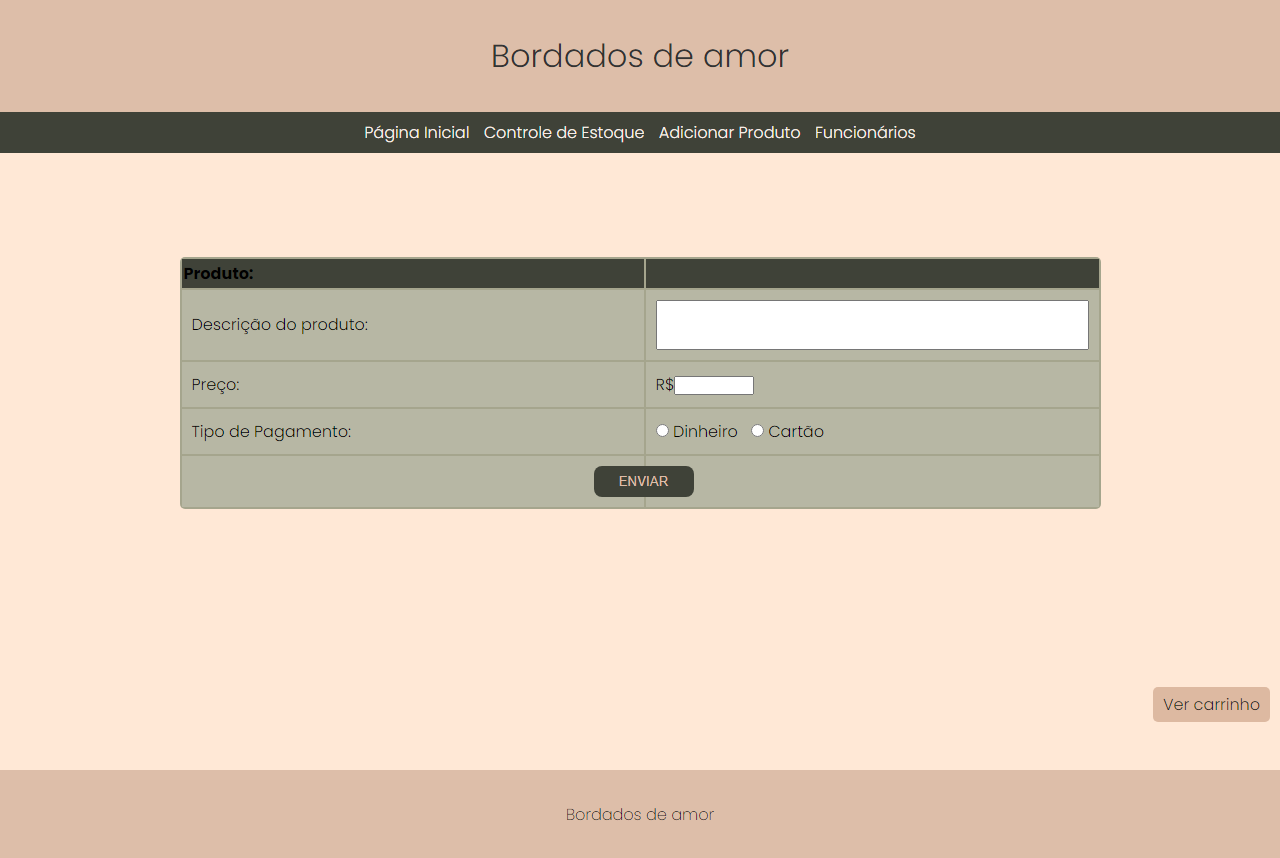 Bordados de amor
Página Inicial Controle de Estoque Adicionar Produto Funcionários
Produto:
Descrição do produto:
Preço: R$
Tipo de Pagamento: Dinheiro Cartão
ENVIAR
Ver carrinho
Bordados de amor